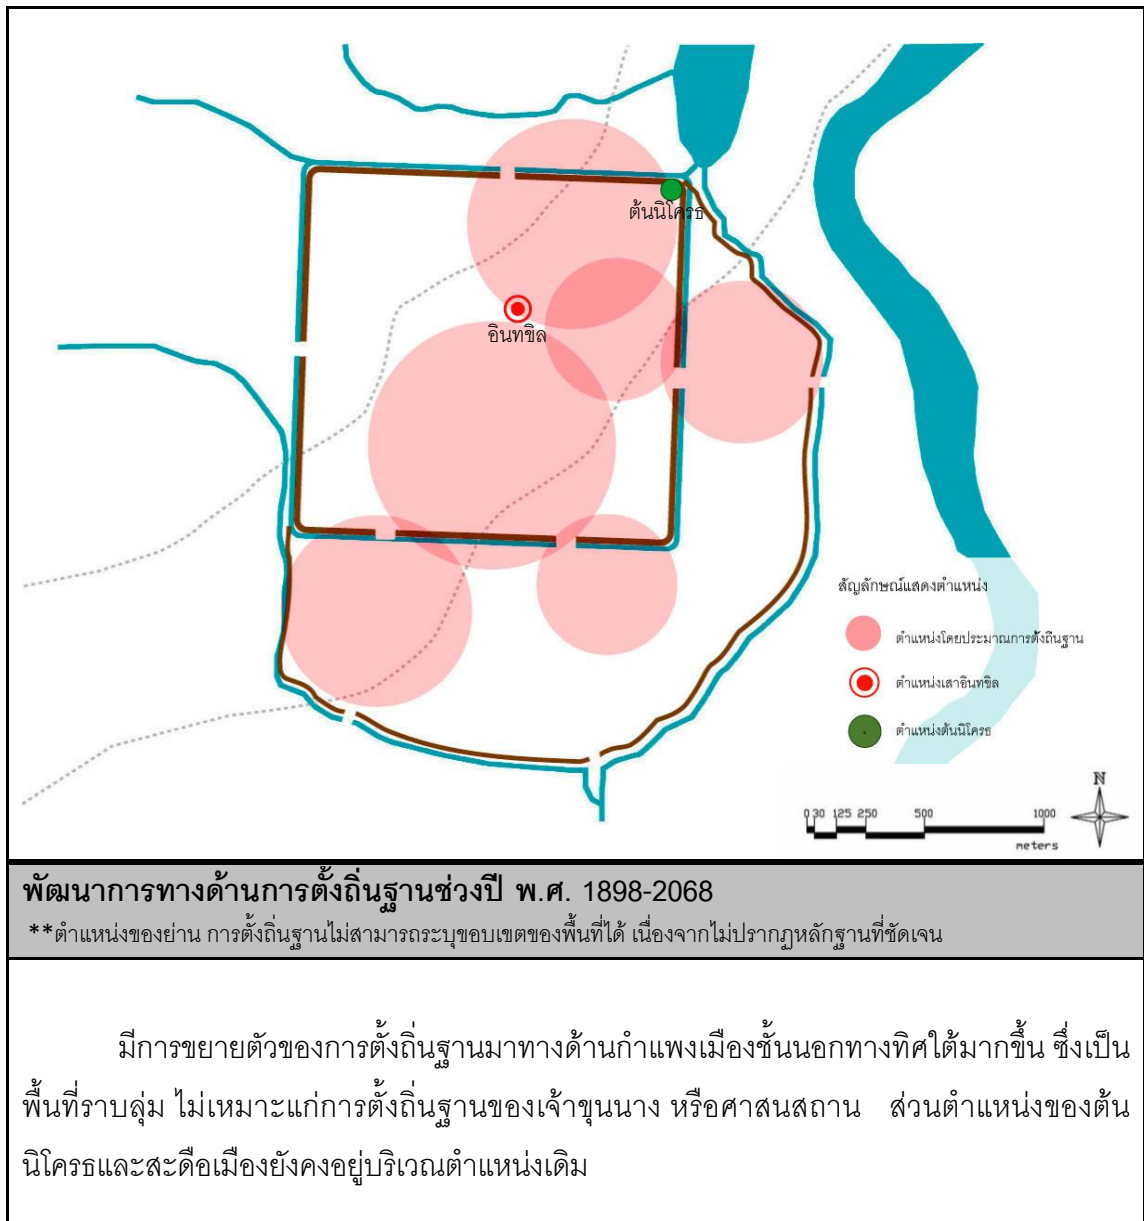 ต้นนิโครธ
อินทขิล
สัญลักษณ์แสดงตำแหน่ง
ตำแหน่งโดยประมาณการตั้งถิ่นฐาน
ตำแหน่งเสาอินทขิล
ตำแหน่งต้นนิโครธ
N
0 30 125 250 500 1000
meters
พัฒนาการทางด้านการตั้งถิ่นฐานช่วงปี พ.ศ. 1898-2068
**ตำแหน่งของย่าน การตั้งถิ่นฐานไม่สามารถระบุขอบเขตของพื้นที่ได้ เนื่องจากไม่ปรากฏหลักฐานที่ชัดเจน
มีการขยายตัวของการตั้งถิ่นฐานมาทางด้านกำแพงเมืองชั้นนอกทางทิศใต้มากขึ้น ซึ่งเป็น
พื้นที่ราบลุ่ม ไม่เหมาะแก่การตั้งถิ่นฐานของเจ้าขุนนาง หรือศาสนสถาน ส่วนตำแหน่งของต้น
นิโครธและสะดือเมืองยังคงอยู่บริเวณตำแหน่งเดิม